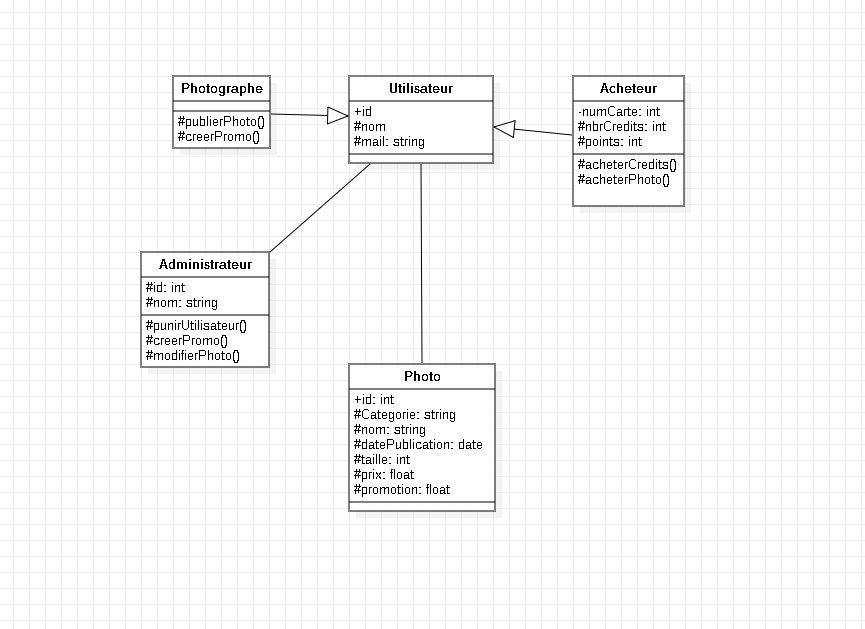 Photographe
#publierPhoto()
#creerPromo()
Utilisateur
+id
#nom
#mail: string
Acheteur
-numCarte: int
#nbrCredits: int
#points: int
#acheterCredits()
#acheterPhoto()
Administrateur
#id: int
#nom: string
#punirUtilisateur()
#creerPromo()
#modifierPhoto()
Photo
+id: int
#Categorie: string
#nom: string
#datePublication: date
#taille: int
#prix: float
#promotion: float